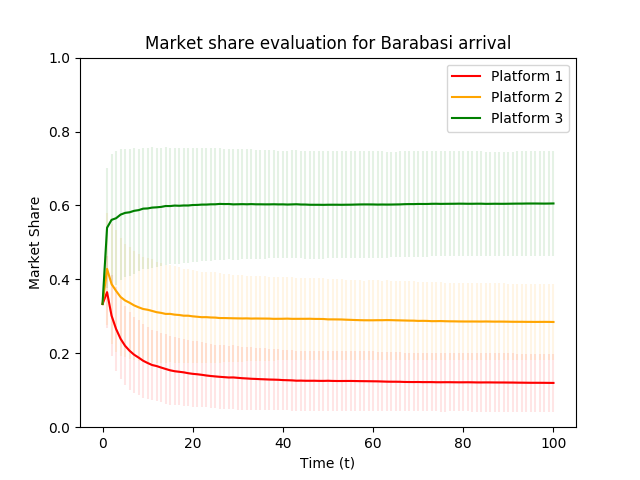 Market share evaluation for Barabasi arrival
Platform 1
Platform 2
Platform 3
Market Share
1.0
0.8
0.6
0.4
0.2
0.0
0 20 40 60 80 100
Time (t)